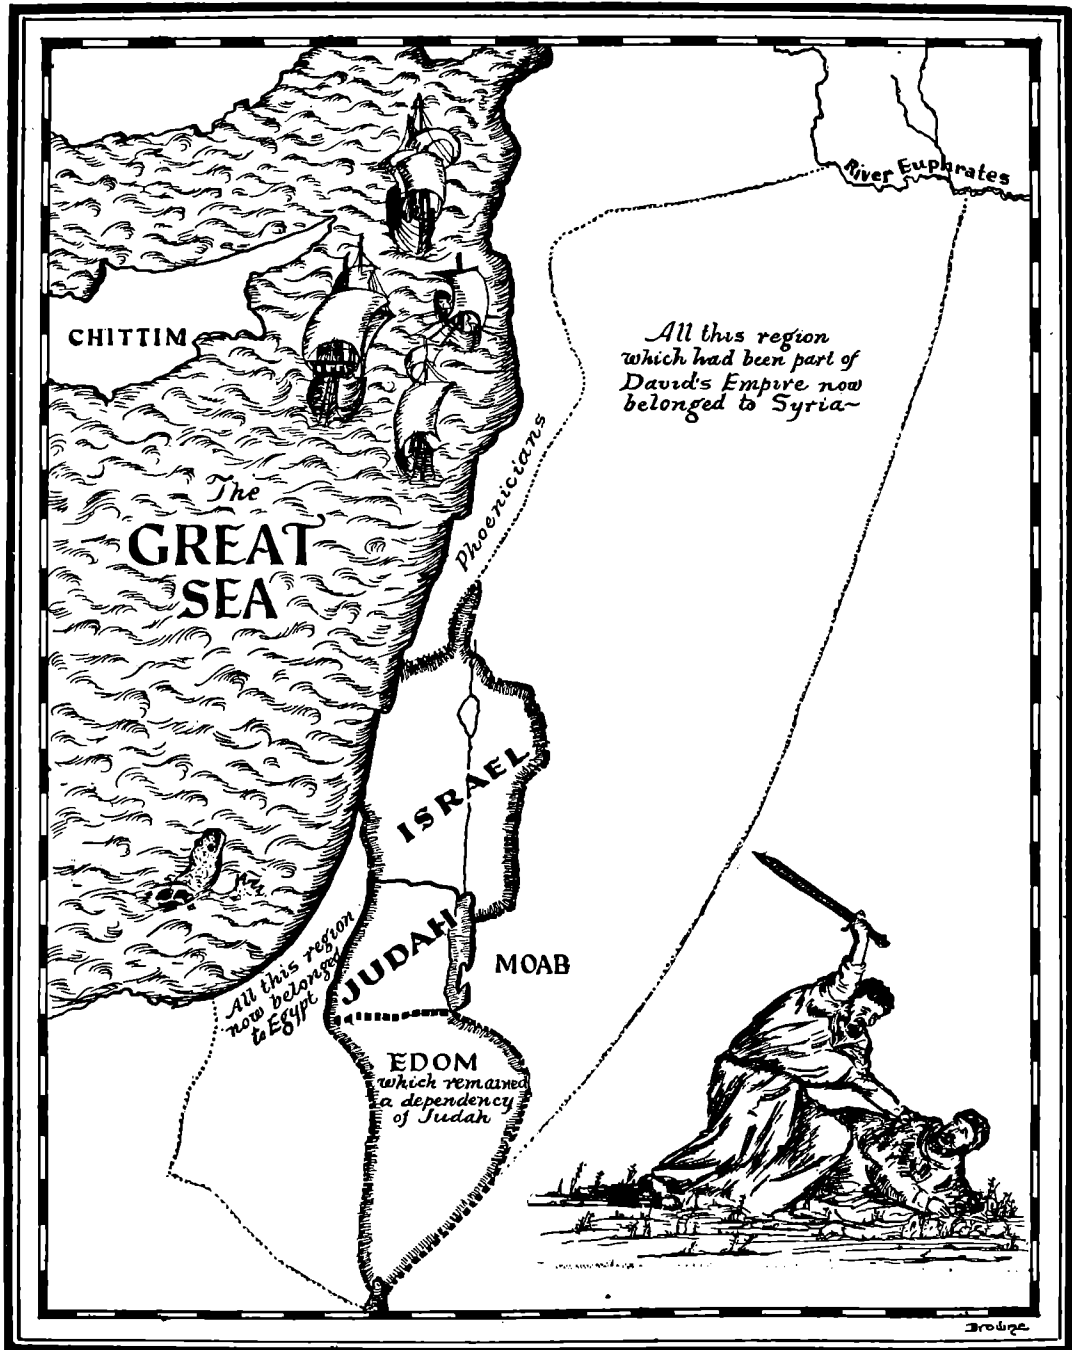 River Euphrates
CHITTIM
All this region
which had been part of
David's Empire now
belonged to Syria~
Phoenicians
The
GREAT
SEA
ISRAEL
JUDAH
MOAB
All this region
now belonged
to Egypt
EDOM
which remained
a dependency
of Judah
Browne